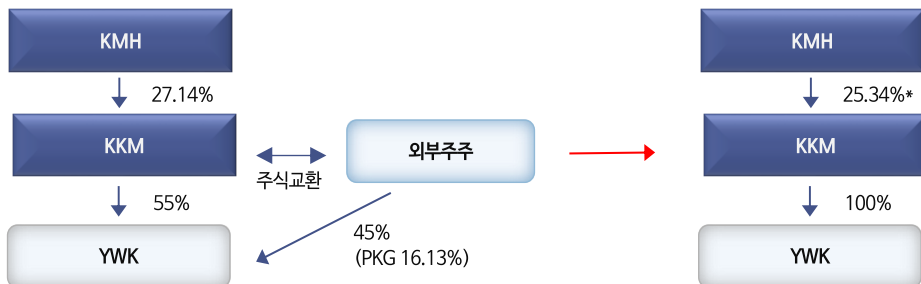 KMH
27.14%
KKM
55%
YWK
주식교환
외부주주
45%
(PKG 16.13%)
KMH
25.34%*
KKM
100%
YWK